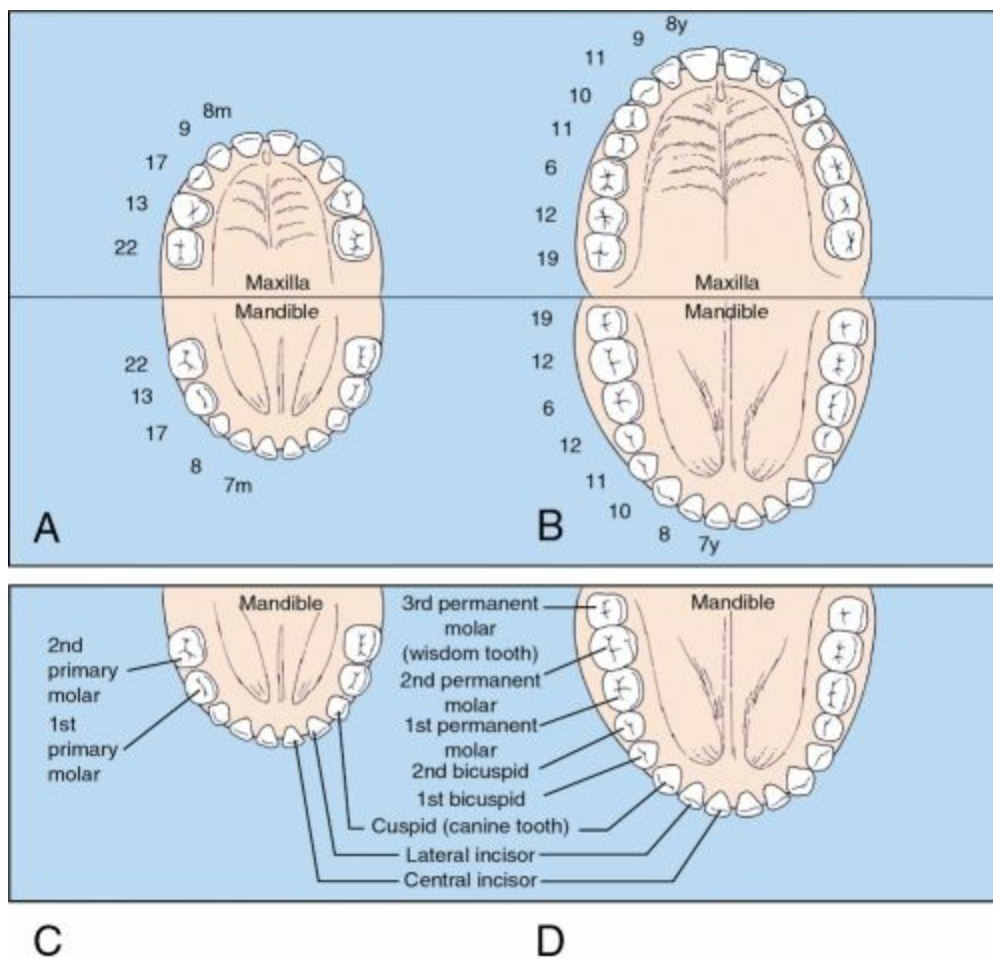 8m
9
17
13
22
Maxilla
Mandible
22
13
17
8
7m
A
8y
9
11
10
11
6
12
19
Maxilla
Mandible
19
12
6
12
11
10
8
7y
B
Mandible
2nd
primary
molar
1st
primary
molar
3rd permanent
molar
(wisdom tooth)
2nd permanent
molar
1st permanent
molar
2nd bicuspid
1st bicuspid
Cuspid (canine tooth)
Lateral incisor
Central incisor
Mandible
C
D